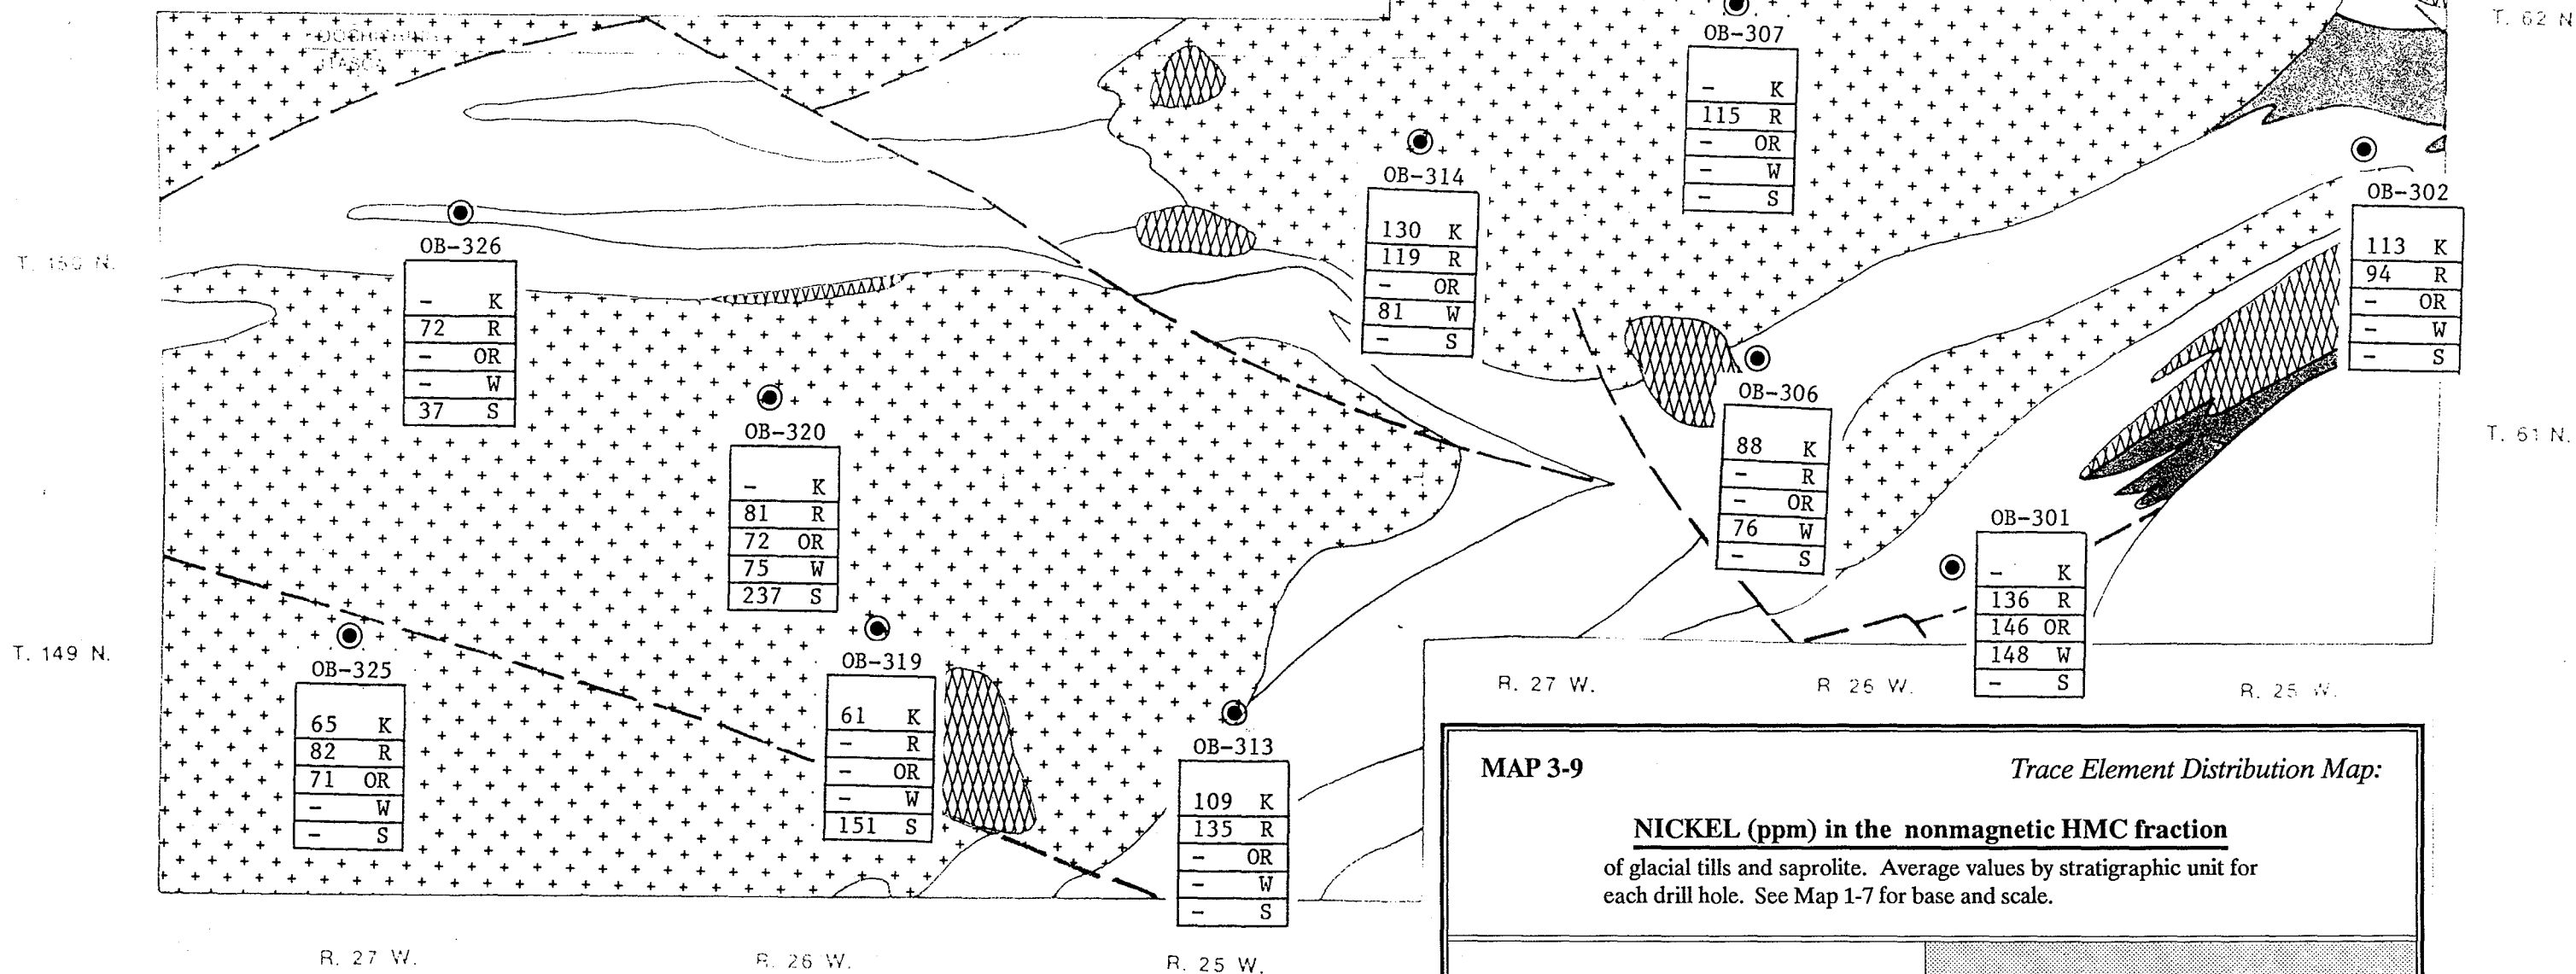 T. 62 N
KOOCHICHING
ITASCA
OB-307
- K
115 R
- OR
- W
- S
OB-314
130 K
119 R
- OR
81 W
- S
OB-302
113 K
94 R
- OR
- W
- S
T. 150 N.
OB-326
- K
72 R
- OR
- W
37 S
OB-306
88 K
- R
- OR
76 W
- S
T. 61 N.
OB-320
- K
81 R
72 OR
75 W
237 S
OB-301
- K
136 R
146 OR
148 W
- S
T. 149 N.
OB-325
65 K
82 R
71 OR
- W
- S
OB-319
61 K
- R
- OR
- W
151 S
OB-313
109 K
135 R
- OR
- W
- S
R. 27 W.
R 26 W.
R. 25 W.
MAP 3-9
Trace Element Distribution Map:
NICKEL (ppm) in the nonmagnetic HMC fraction
of glacial tills and saprolite. Average values by stratigraphic unit for
each drill hole. See Map 1-7 for base and scale.
R. 27 W.
R. 26 W.
R. 25 W.